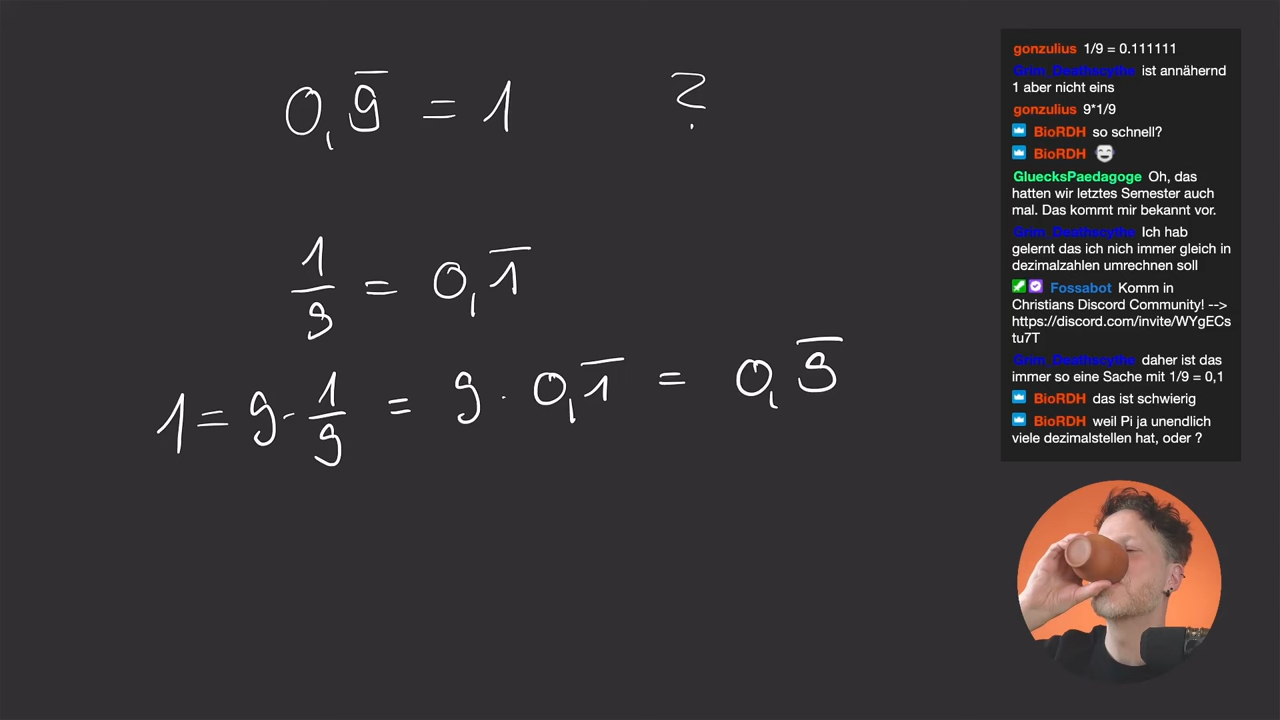 0,9̅ = 1 ?
1/9 = 0,1̅
1 = 9 · 1/9 = 9 · 0,1̅ = 0,9̅
gonzulius 1/9 = 0.111111
Grim_Deathscythe ist annähernd
1 aber nicht eins
gonzulius 9*1/9
BioRDH so schnell?
BioRDH
GluecksPaedagoge Oh, das
hatten wir letztes Semester auch
mal. Das kommt mir bekannt vor.
Grim_Deathscythe Ich hab
gelernt das ich nich immer gleich in
dezimalzahlen umrechnen soll
Fossabot Komm in
Christians Discord Community! -->
https://discord.com/invite/WYgECs
tu7T
Grim_Deathscythe daher ist das
immer so eine Sache mit 1/9 = 0,1
BioRDH das ist schwierig
BioRDH weil Pi ja unendlich
viele dezimalstellen hat, oder ?